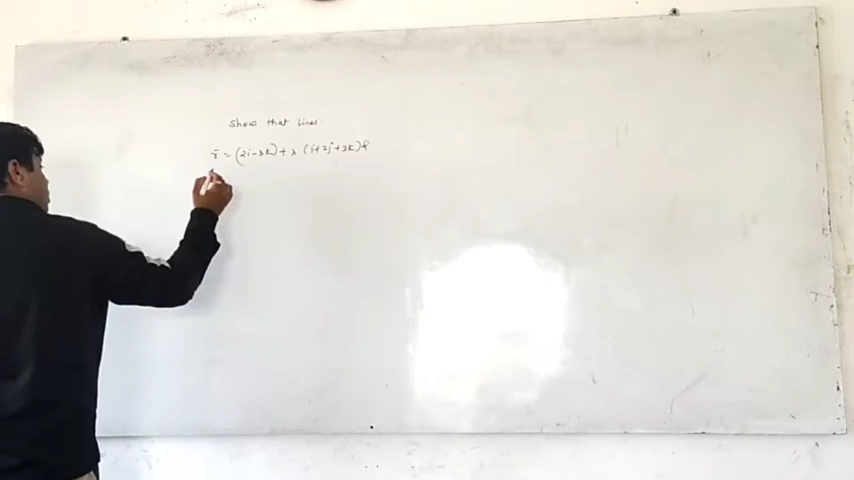 Show that lines
r̄ = (2i-3k) + λ (i+2j+3k) &